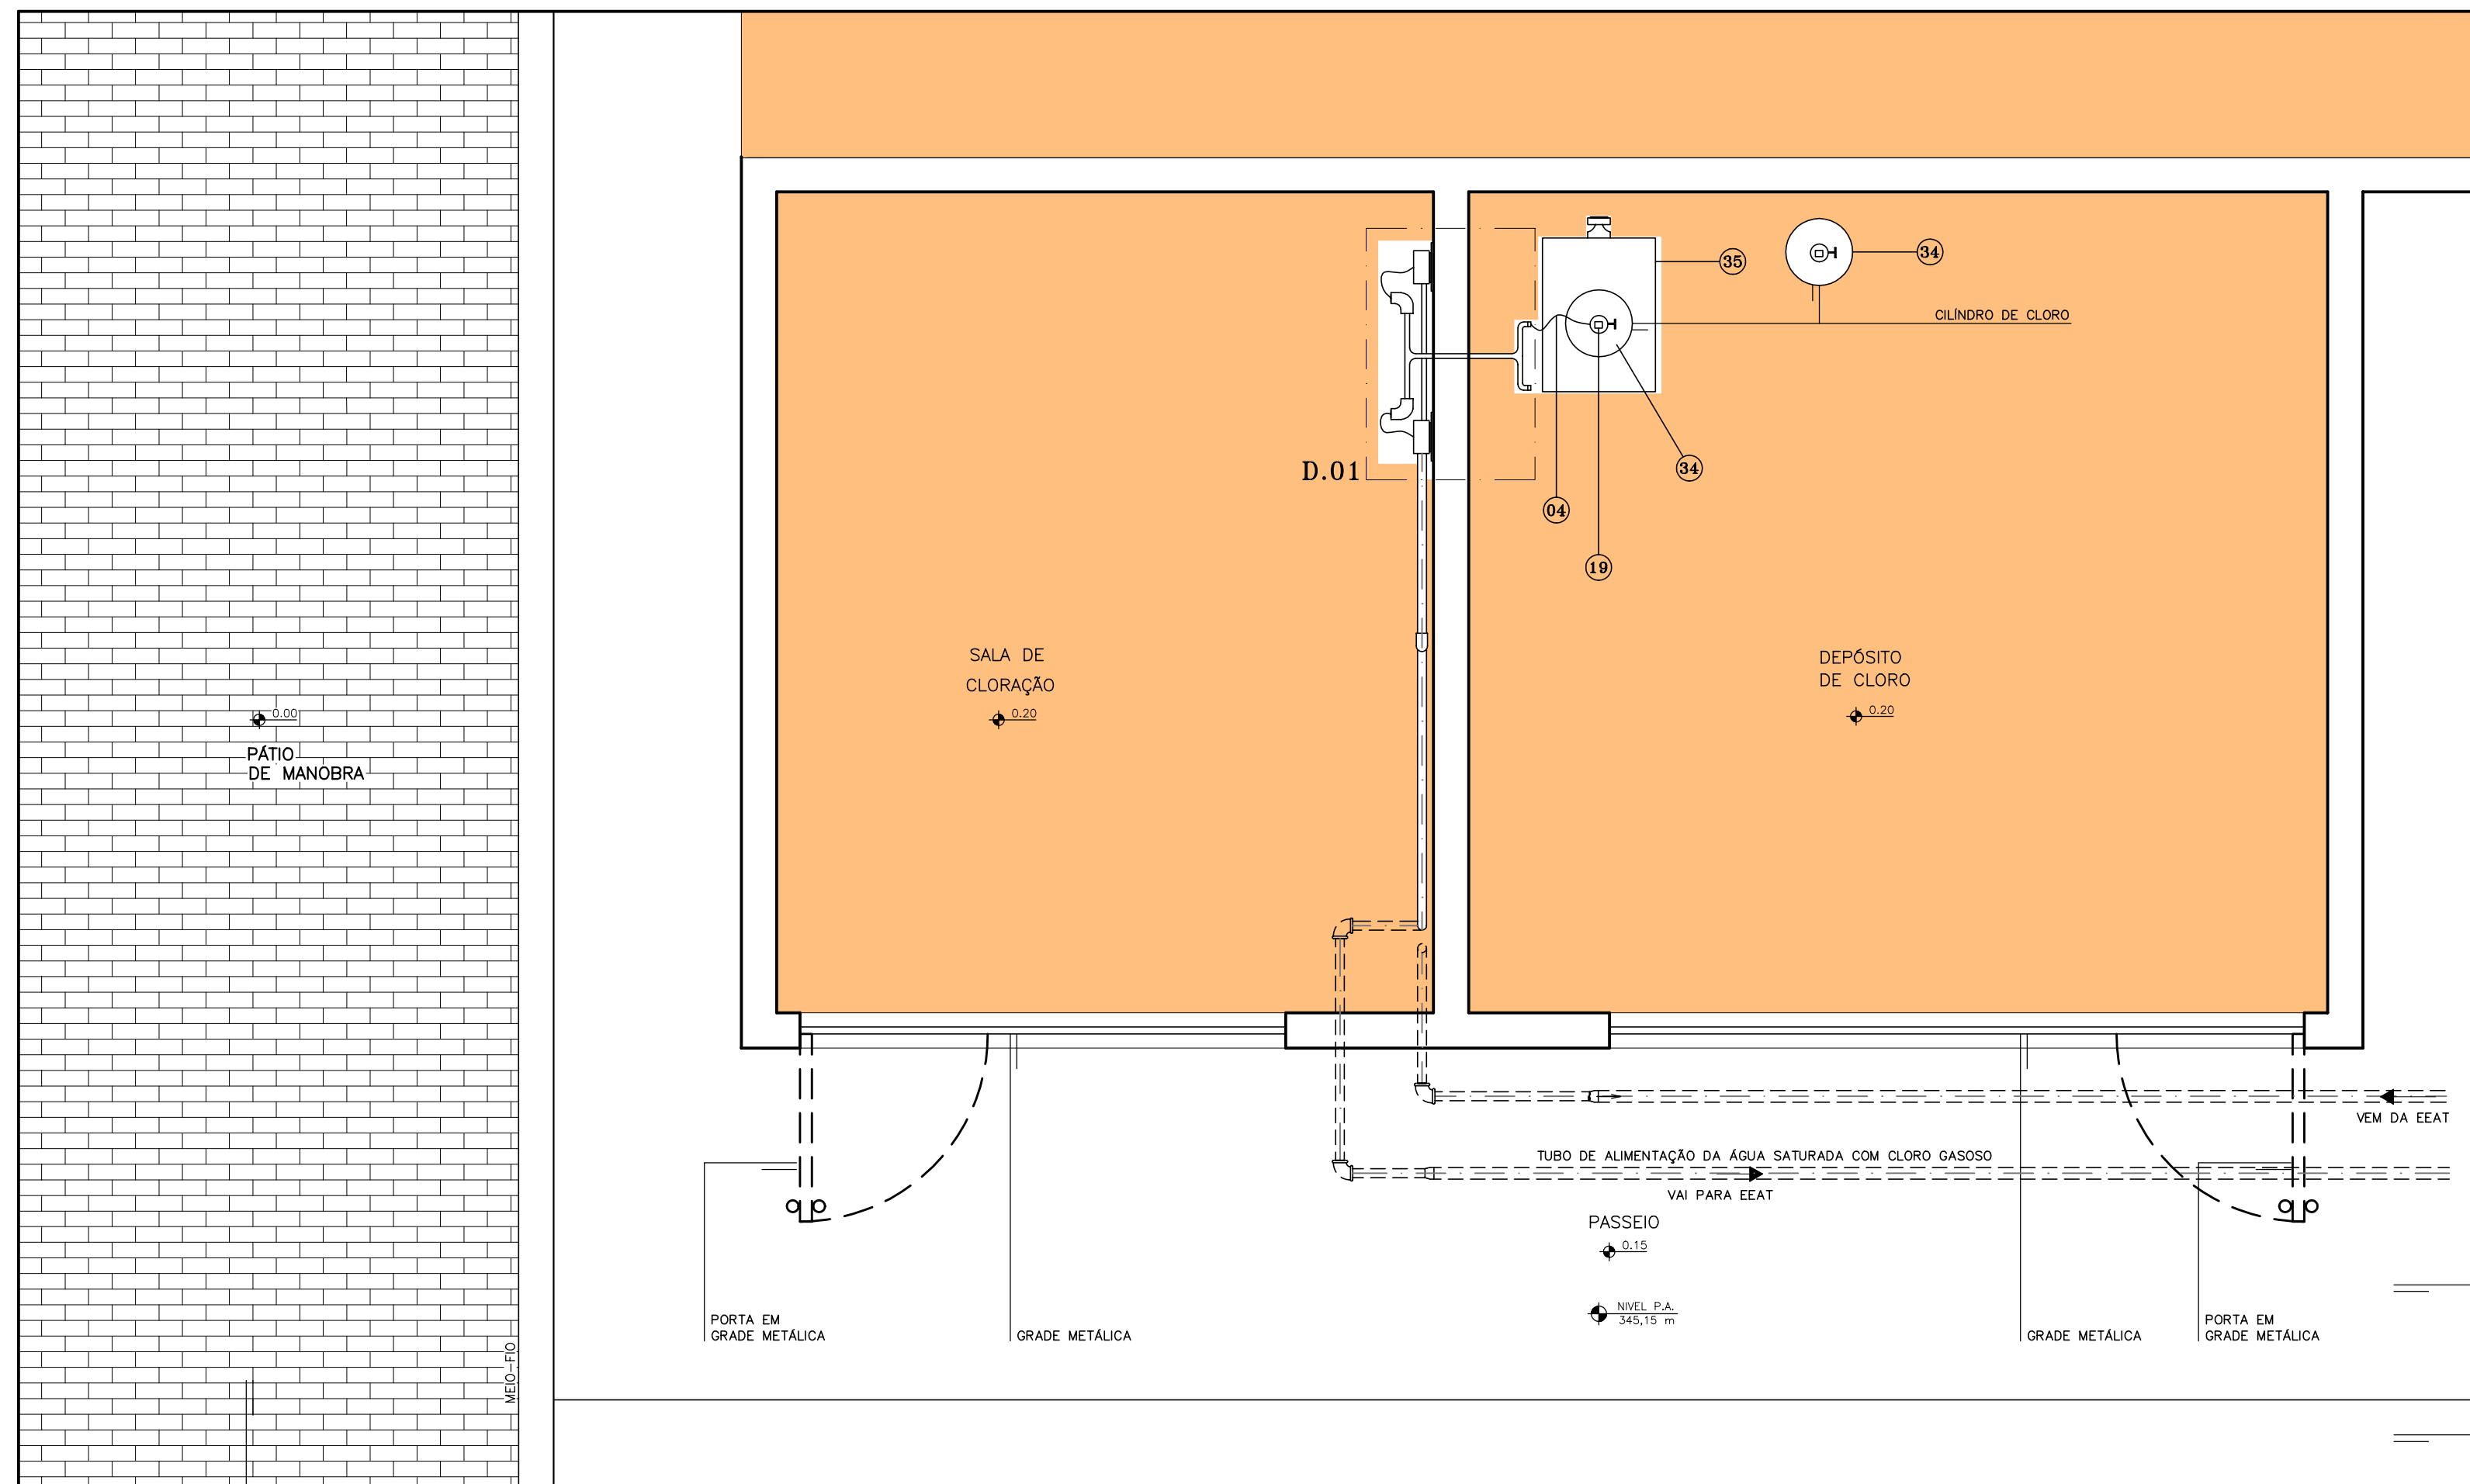 35
34
CILÍNDRO DE CLORO
D.01
34
04
19
SALA DE
CLORAÇÃO
0.20
DEPÓSITO
DE CLORO
0.20
0.00
PÁTIO
DE MANOBRA
VEM DA EEAT
TUBO DE ALIMENTAÇÃO DA ÁGUA SATURADA COM CLORO GASOSO
VAI PARA EEAT
PASSEIO
0.15
NIVEL P.A.
345,15 m
PORTA EM
GRADE METÁLICA
GRADE METÁLICA
GRADE METÁLICA
PORTA EM
GRADE METÁLICA
MEIO-FIO